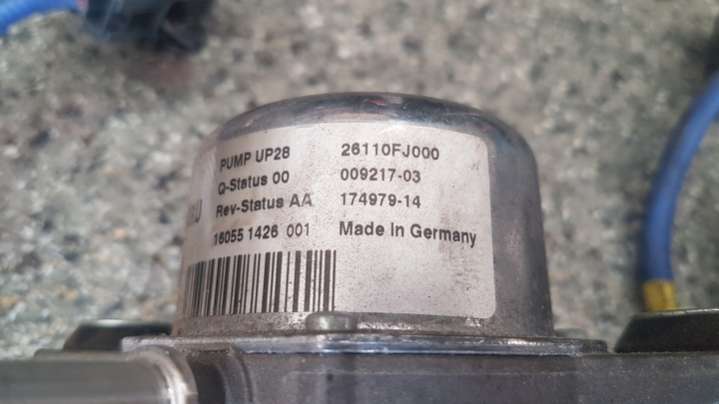 PUMP UP28 26110FJ000
Q-Status 00 009217-03
Rev-Status AA 174979-14
16055 1426 001 Made in Germany